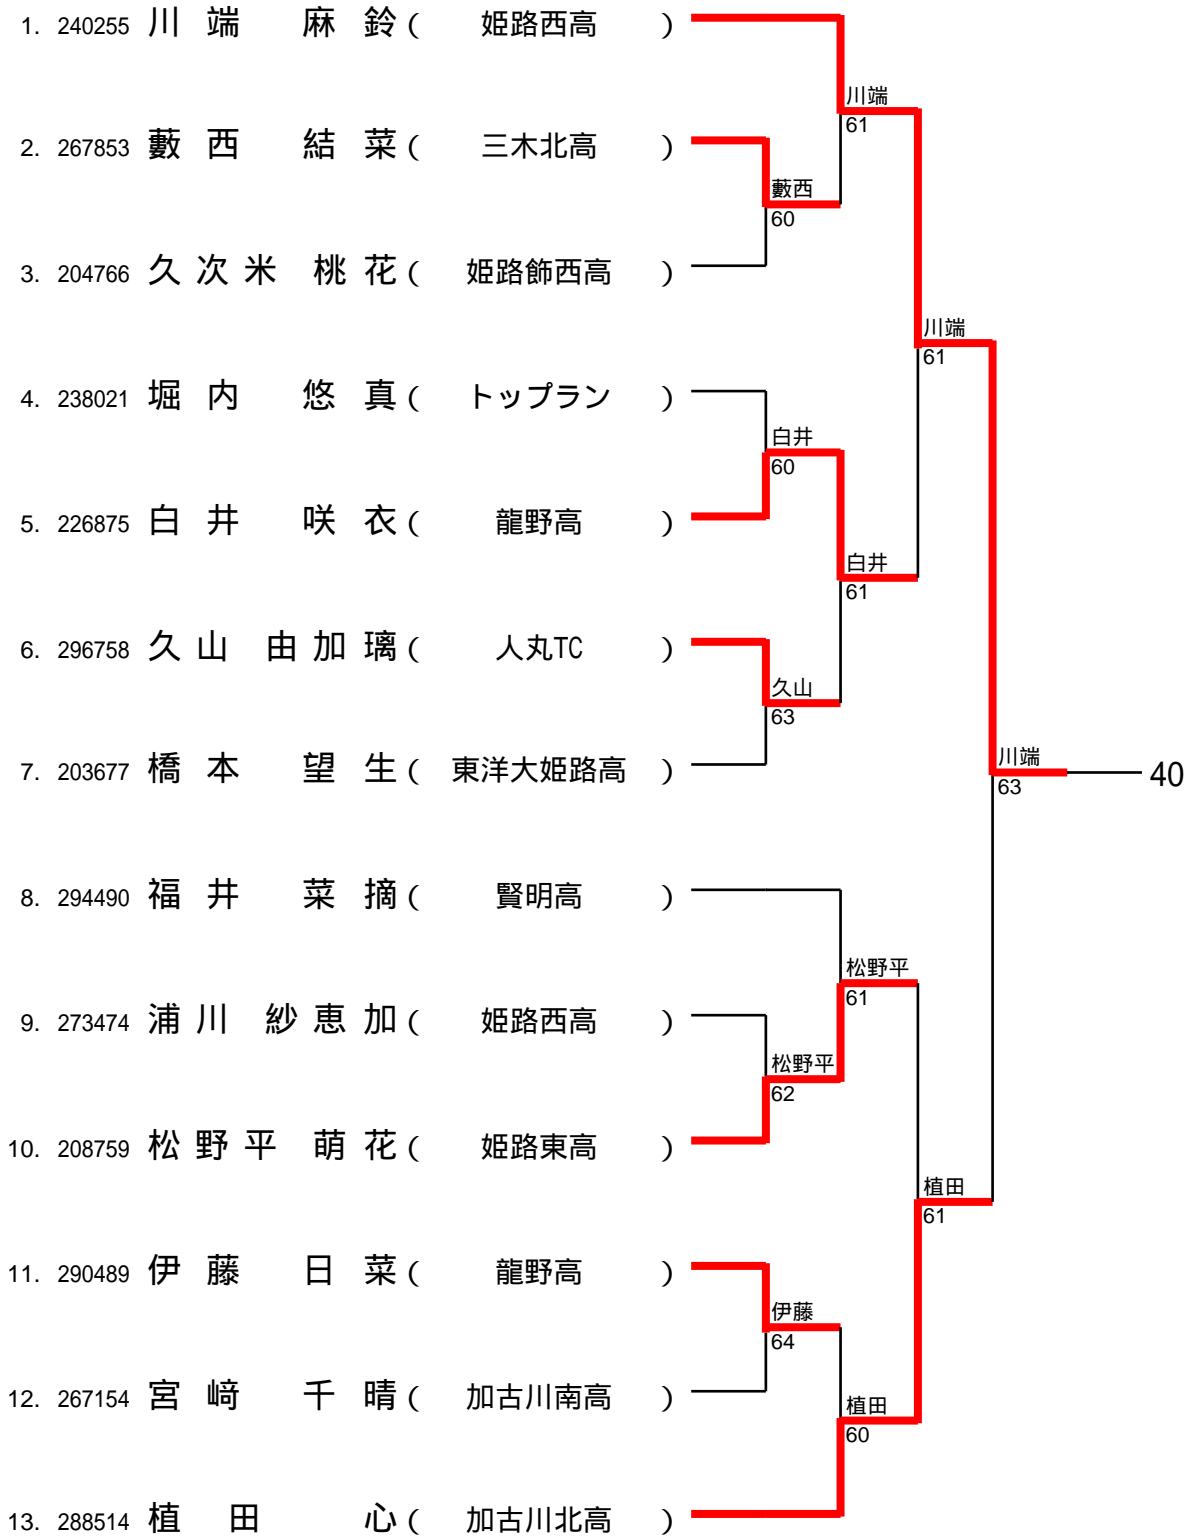 1. 240255 川 端 麻 鈴 ( 姫路西高 )
川端
61
2. 267853 藪 西 結 菜 ( 三木北高 )
藪西
60
3. 204766 久 次 米 桃 花 ( 姫路飾西高 )
川端
61
4. 238021 堀 内 悠 真 ( トップラン )
白井
60
5. 226875 白 井 咲 衣 ( 龍野高 )
白井
61
6. 296758 久 山 由 加 璃 ( 人丸TC )
久山
63
7. 203677 橋 本 望 生 ( 東洋大姫路高 )
川端
63
40
8. 294490 福 井 菜 摘 ( 賢明高 )
松野平
61
9. 273474 浦 川 紗 恵 加 ( 姫路西高 )
松野平
62
10. 208759 松 野 平 萌 花 ( 姫路東高 )
植田
61
11. 290489 伊 藤 日 菜 ( 龍野高 )
伊藤
64
12. 267154 宮 﨑 千 晴 ( 加古川南高 )
植田
60
13. 288514 植 田 心 ( 加古川北高 )